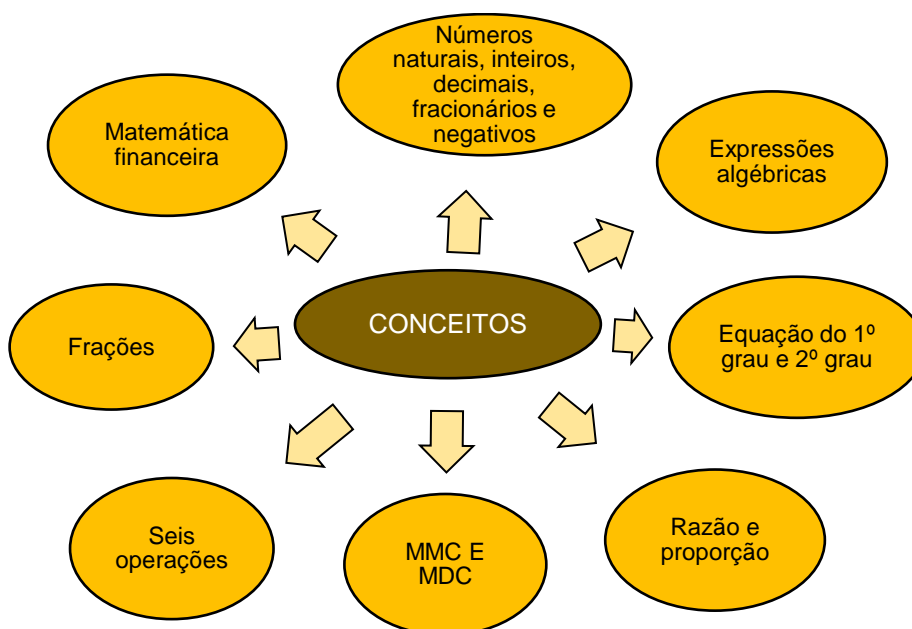 Números
naturais, inteiros,
decimais,
fracionários e
negativos
Matemática
financeira
Expressões
algébricas
CONCEITOS
Frações
Equação do 1º
grau e 2º grau
Seis
operações
MMC E
MDC
Razão e
proporção